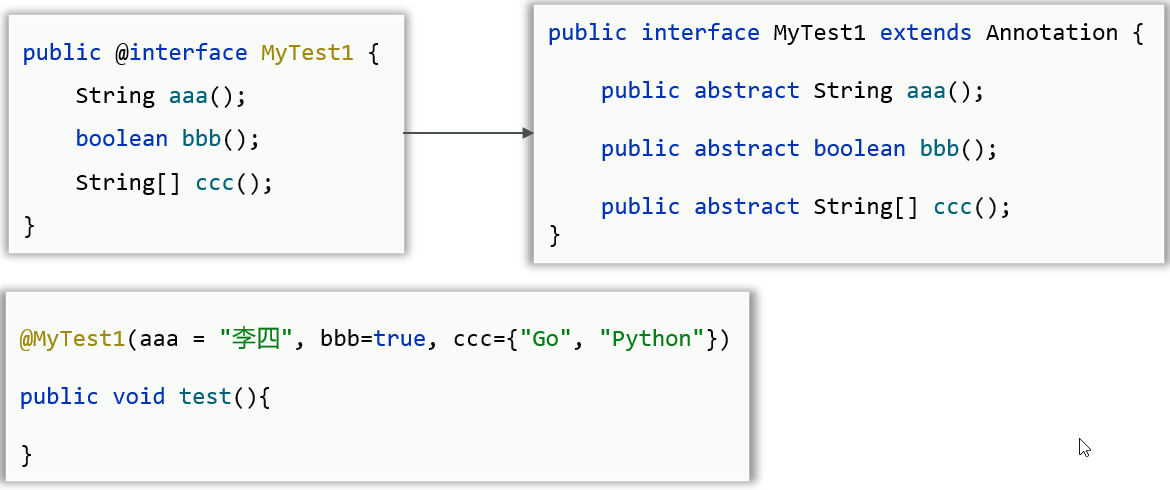 public @interface MyTest1 {
String aaa();
boolean bbb();
String[] ccc();
}
public interface MyTest1 extends Annotation {
public abstract String aaa();
public abstract boolean bbb();
public abstract String[] ccc();
}
@MyTest1(aaa = "李四", bbb=true, ccc={"Go", "Python"})
public void test(){
}